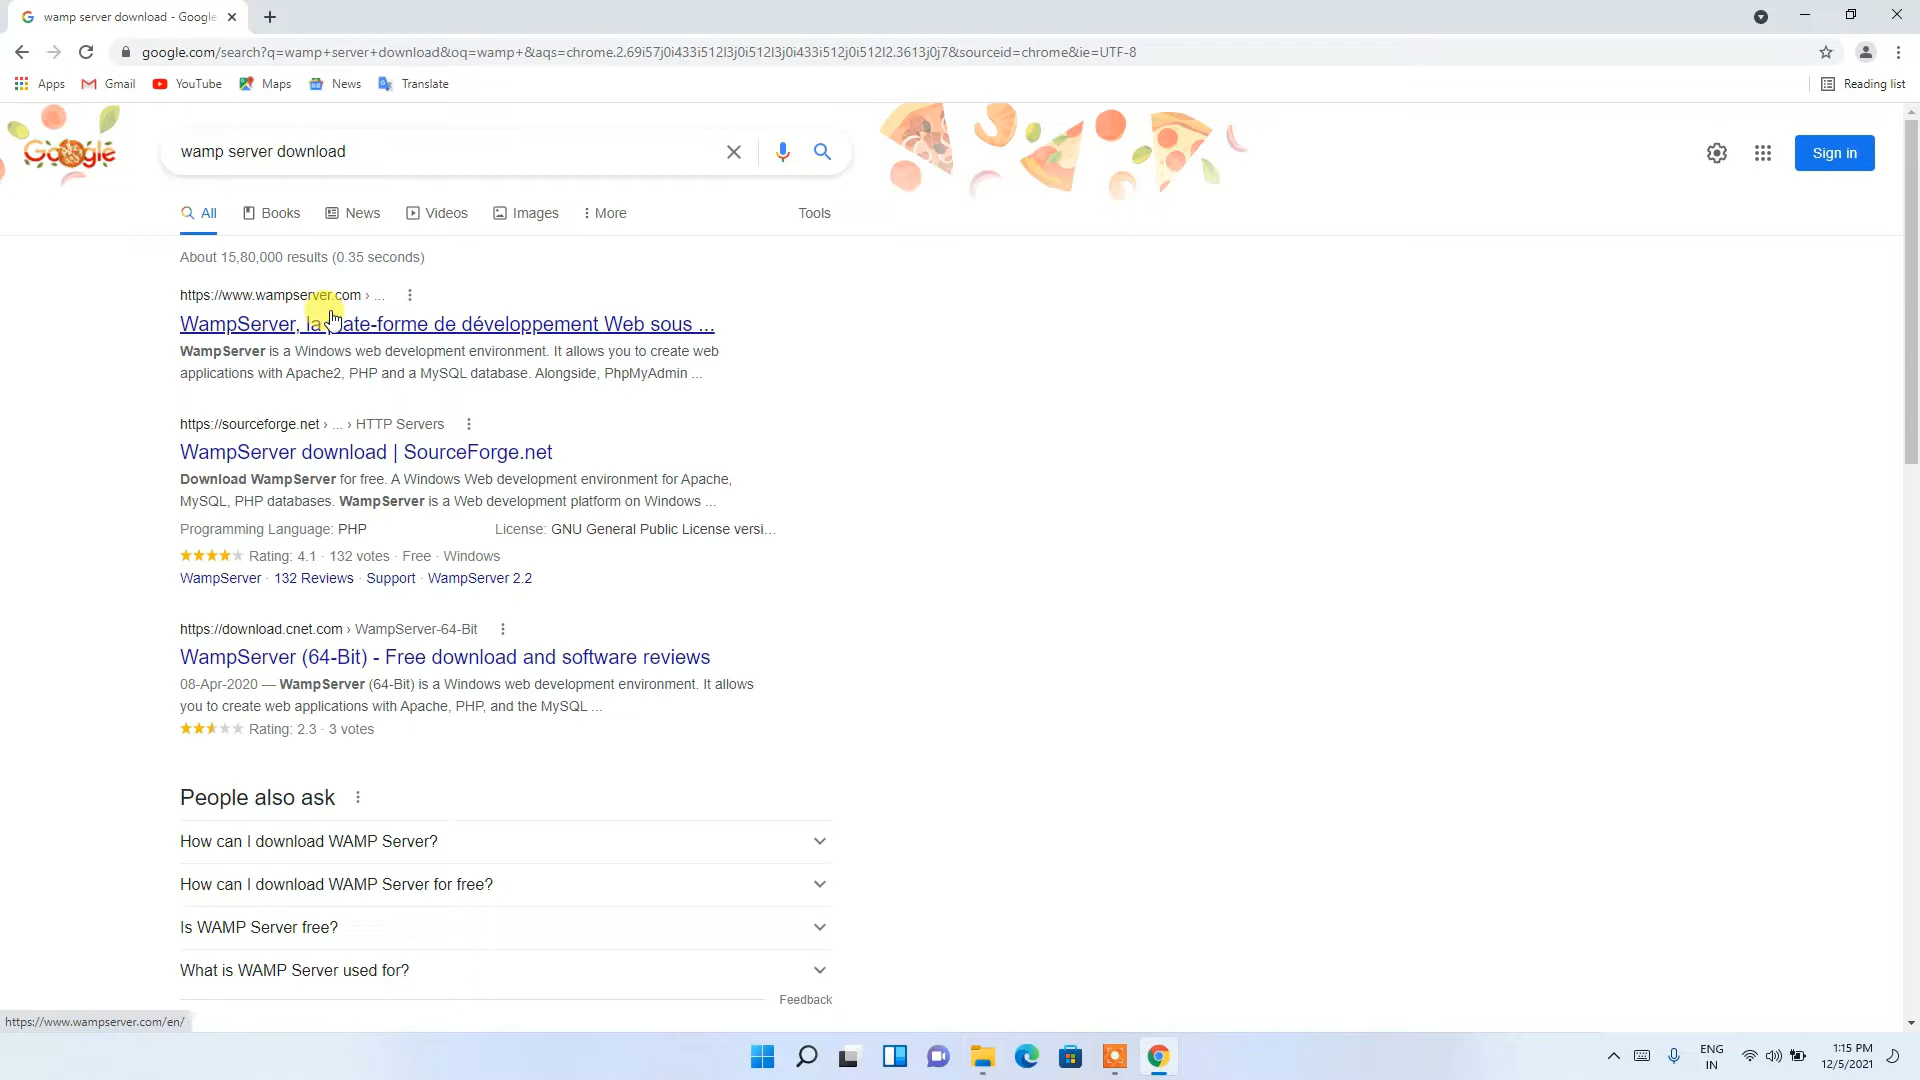 wamp server download - Google
google.com/search?q=wamp+server+download&oq=wamp+&aqs=chrome.2.69i57j0i433i512l3j0i512l3j0i433i512j0i512l2.3613j0j7&sourceid=chrome&ie=UTF-8
Apps Gmail YouTube Maps News Translate Reading list
Google
wamp server download
Sign in
All Books News Videos Images More Tools
About 15,80,000 results (0.35 seconds)
https://www.wampserver.com › ...
WampServer, la plate-forme de développement Web sous ...
WampServer is a Windows web development environment. It allows you to create web
applications with Apache2, PHP and a MySQL database. Alongside, PhpMyAdmin ...
https://sourceforge.net › ... › HTTP Servers
WampServer download | SourceForge.net
Download WampServer for free. A Windows Web development environment for Apache,
MySQL, PHP databases. WampServer is a Web development platform on Windows ...
Programming Language: PHP License: GNU General Public License versi...
Rating: 4.1 · 132 votes · Free · Windows
WampServer · 132 Reviews · Support · WampServer 2.2
https://download.cnet.com › WampServer-64-Bit
WampServer (64-Bit) - Free download and software reviews
08-Apr-2020 — WampServer (64-Bit) is a Windows web development environment. It allows
you to create web applications with Apache, PHP, and the MySQL ...
Rating: 2.3 · 3 votes
People also ask
How can I download WAMP Server?
How can I download WAMP Server for free?
Is WAMP Server free?
What is WAMP Server used for?
Feedback
https://www.wampserver.com/en/
ENG
IN
1:15 PM
12/5/2021